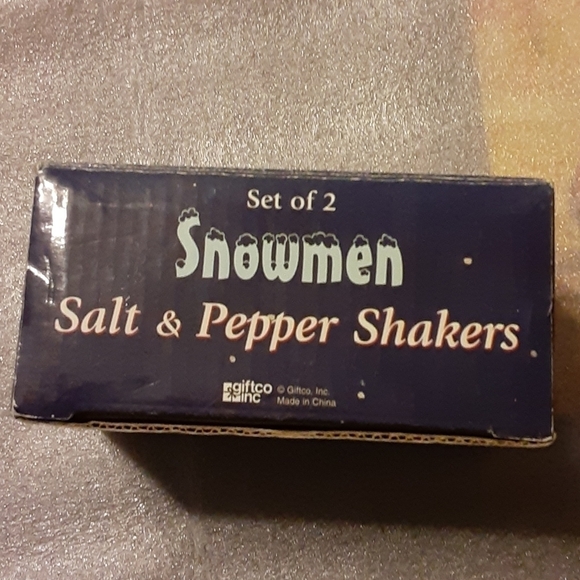 Set of 2
Snowmen
Salt & Pepper Shakers
giftco inc
© Giftco, Inc.
Made in China